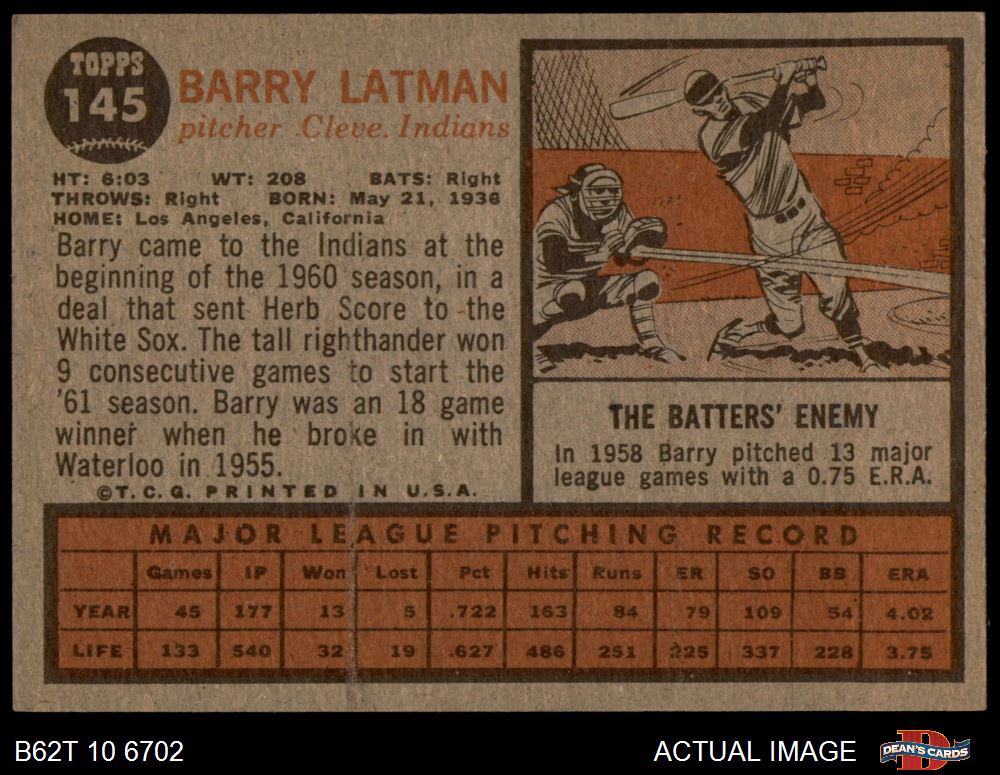 TOPPS
145
BARRY LATMAN
pitcher Cleve. Indians
HT: 6:03 WT: 208 BATS: Right
THROWS: Right BORN: May 21, 1936
HOME: Los Angeles, California
Barry came to the Indians at the
beginning of the 1960 season, in a
deal that sent Herb Score to the
White Sox. The tall righthander won
9 consecutive games to start the
'61 season. Barry was an 18 game
winner when he broke in with
Waterloo in 1955.
©T.C.G. PRINTED IN U.S.A.
THE BATTERS' ENEMY
In 1958 Barry pitched 13 major
league games with a 0.75 E.R.A.
MAJOR LEAGUE PITCHING RECORD
Games IP Won Lost Pct Hits Runs ER SO BB ERA
YEAR 45 177 13 5 .722 163 84 79 109 54 4.02
LIFE 133 540 32 19 .627 486 251 225 337 228 3.75
B62T 10 6702
ACTUAL IMAGE
D
DEAN'S CARDS